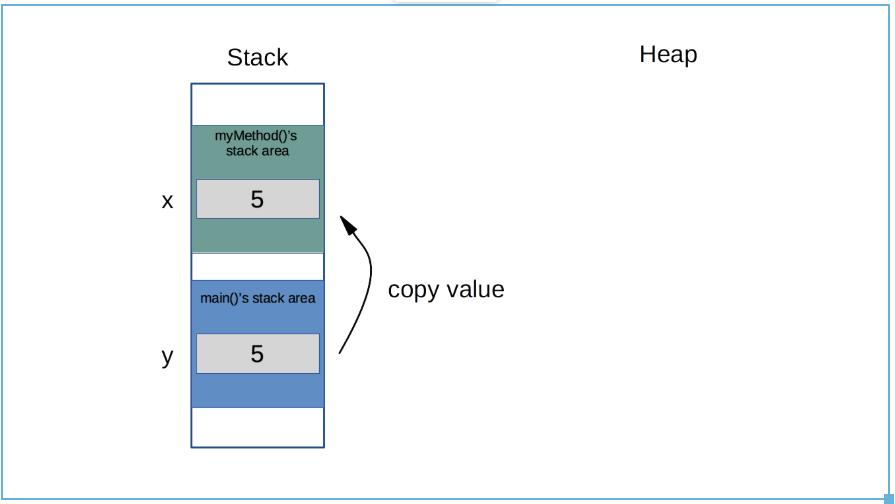 Stack
Heap
myMethod()'s
stack area
x
5
copy value
main()'s stack area
y
5